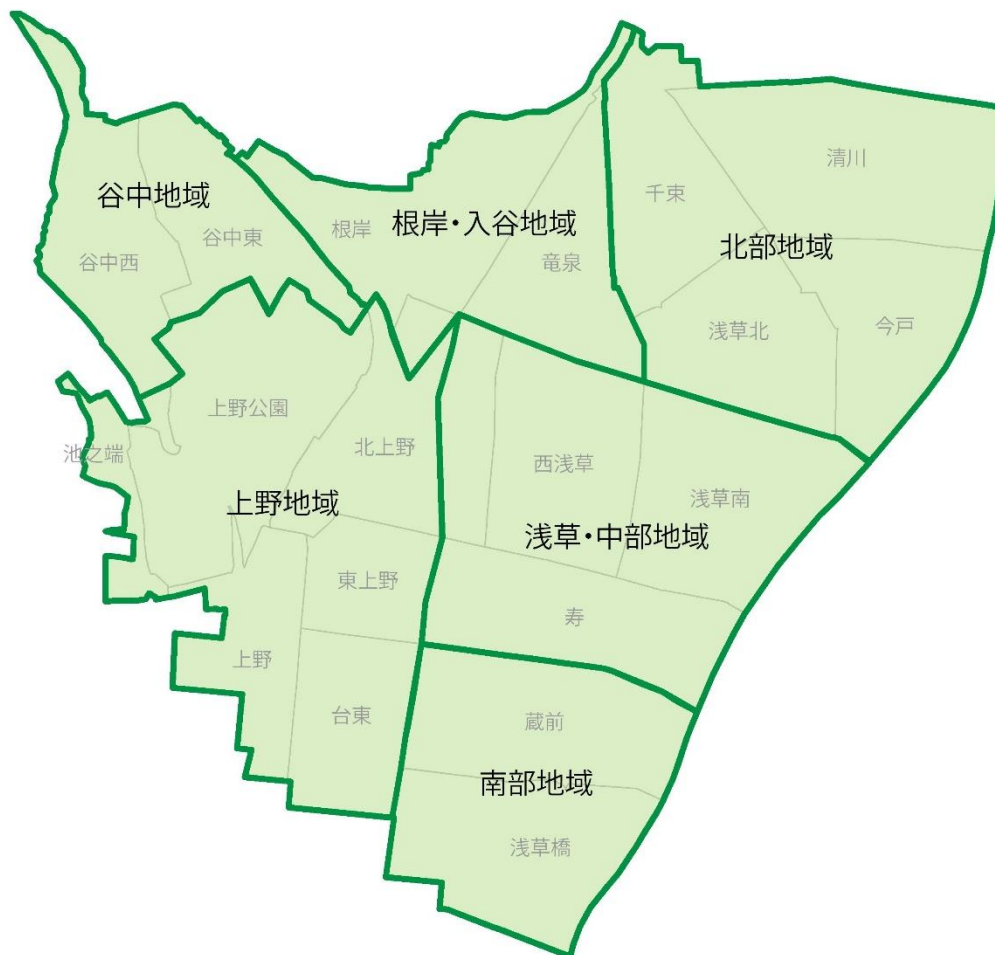 清川
千束
谷中地域
根岸・入谷地域
根岸
谷中東
北部地域
谷中西
竜泉
浅草北
今戸
上野公園
北上野
池之端
西浅草
浅草南
上野地域
浅草・中部地域
東上野
寿
上野
台東
蔵前
南部地域
浅草橋